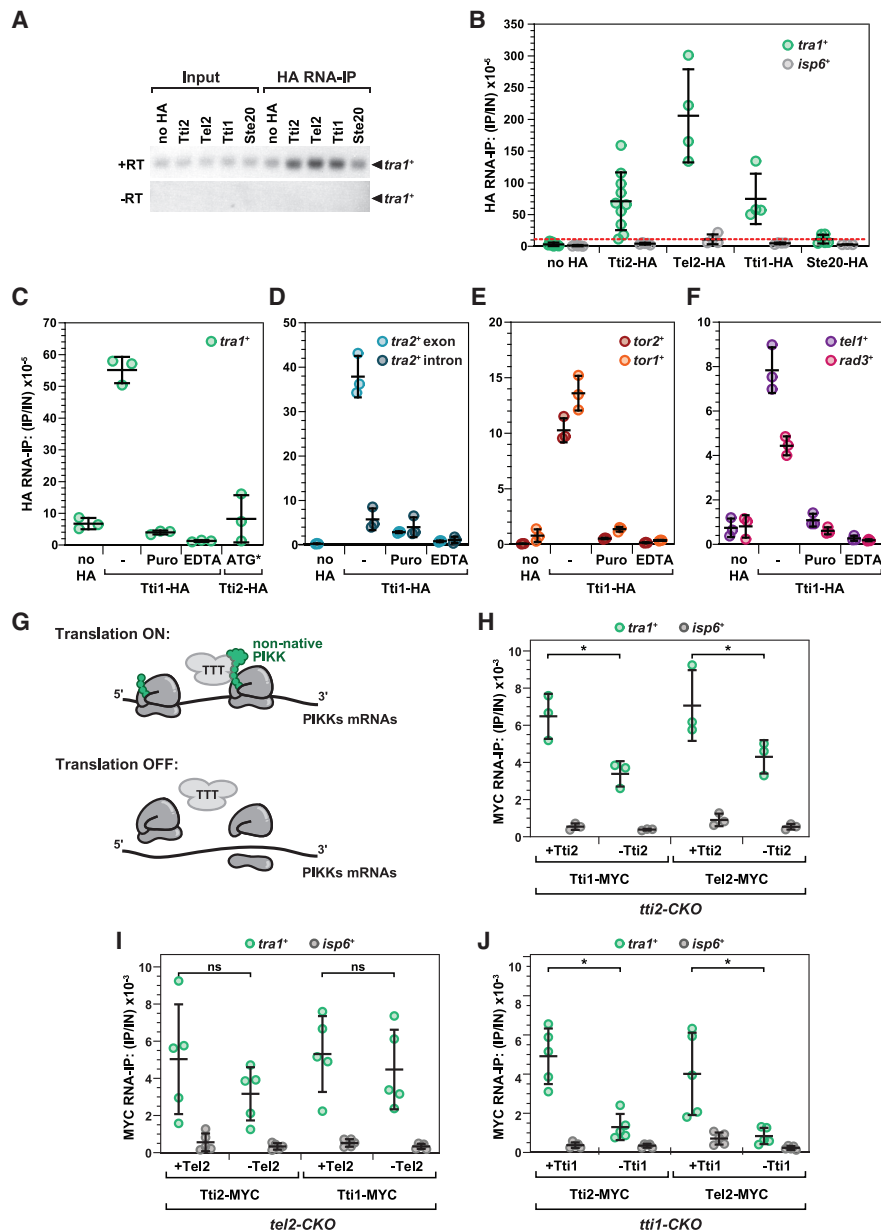 A
Input HA RNA-IP
no HA Tti2 Tel2 Tti1 Ste20 no HA Tti2 Tel2 Tti1 Ste20
+RT tra1⁺
-RT tra1⁺
B
HA RNA-IP: (IP/IN) x10⁻⁵
350
300
250
200
150
100
50
0
tra1⁺
isp6⁺
no HA Tti2-HA Tel2-HA Tti1-HA Ste20-HA
C
HA RNA-IP: (IP/IN) x10⁻⁵
80
70
60
50
40
30
20
10
0
tra1⁺
no HA - Puro EDTA ATG*
Tti1-HA Tti2-HA
D
50
40
30
20
10
0
tra2⁺ exon
tra2⁺ intron
no HA - Puro EDTA
Tti1-HA
E
20
15
10
5
0
tor2⁺
tor1⁺
no HA - Puro EDTA
Tti1-HA
F
10
8
6
4
2
0
tel1⁺
rad3⁺
no HA - Puro EDTA
Tti1-HA
G
Translation ON:
non-native
PIKK
TTT
5' 3'
PIKKs mRNAs
Translation OFF:
TTT
5' 3'
PIKKs mRNAs
H
tra1⁺ isp6⁺
MYC RNA-IP: (IP/IN) x10⁻³
10
8
6
4
2
0
* *
+Tti2 -Tti2 +Tti2 -Tti2
Tti1-MYC Tel2-MYC
tti2-CKO
I
tra1⁺ isp6⁺
MYC RNA-IP: (IP/IN) x10⁻³
10
8
6
4
2
0
ns ns
+Tel2 -Tel2 +Tel2 -Tel2
Tti2-MYC Tti1-MYC
tel2-CKO
J
tra1⁺ isp6⁺
MYC RNA-IP: (IP/IN) x10⁻³
10
8
6
4
2
0
* *
+Tti1 -Tti1 +Tti1 -Tti1
Tti2-MYC Tel2-MYC
tti1-CKO